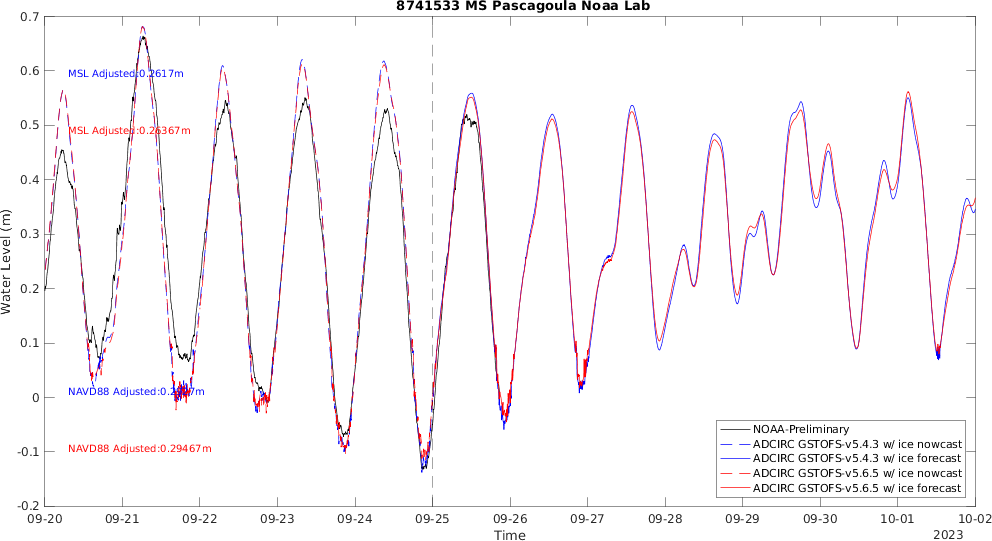 8741533 MS Pascagoula Noaa Lab
Water Level (m)
0.7
0.6
0.5
0.4
0.3
0.2
0.1
0
-0.1
-0.2
MSL Adjusted:0.2617m
MSL Adjusted:0.26367m
NAVD88 Adjusted:
NAVD88 Adjusted:0.29467m
NOAA-Preliminary
ADCIRC GSTOFS-v5.4.3 w/ ice nowcast
ADCIRC GSTOFS-v5.4.3 w/ ice forecast
ADCIRC GSTOFS-v5.6.5 w/ ice nowcast
ADCIRC GSTOFS-v5.6.5 w/ ice forecast
09-20 09-21 09-22 09-23 09-24 09-25 09-26 09-27 09-28 09-29 09-30 10-01 10-02
Time
2023